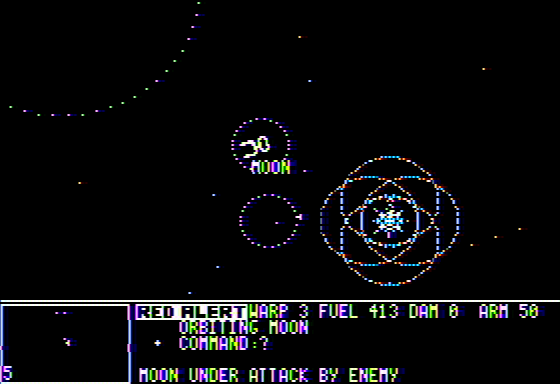 MOON
RED ALERT WARP 3 FUEL 413 DAM 0 ARM 50
ORBITING MOON
COMMAND:?
5
MOON UNDER ATTACK BY ENEMY